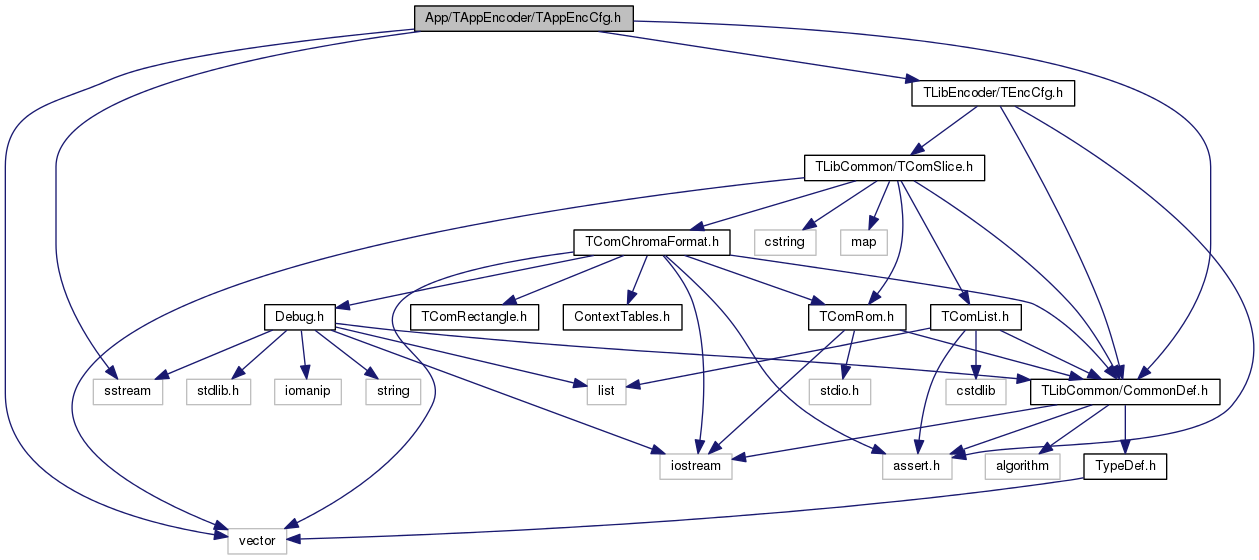 App/TAppEncoder/TAppEncCfg.h
TLibEncoder/TEncCfg.h
TLibCommon/TComSlice.h
TComChromaFormat.h
cstring
map
Debug.h
TComRectangle.h
ContextTables.h
TComRom.h
TComList.h
sstream
stdlib.h
iomanip
string
list
stdio.h
cstdlib
TLibCommon/CommonDef.h
iostream
assert.h
algorithm
TypeDef.h
vector